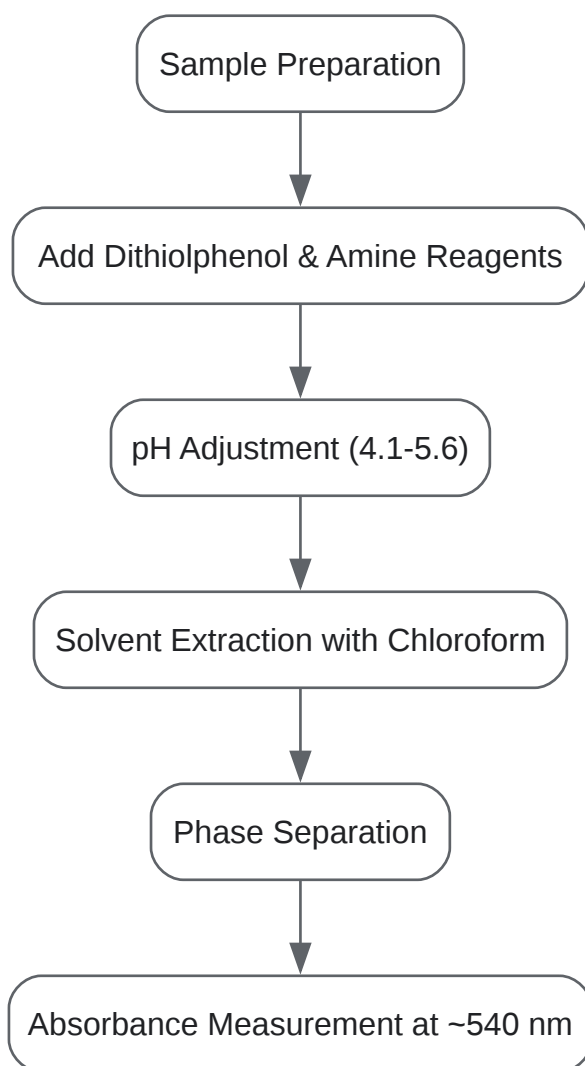 Sample Preparation
Add Dithiolphenol & Amine Reagents
pH Adjustment (4.1-5.6)
Solvent Extraction with Chloroform
Phase Separation
Absorbance Measurement at ~540 nm